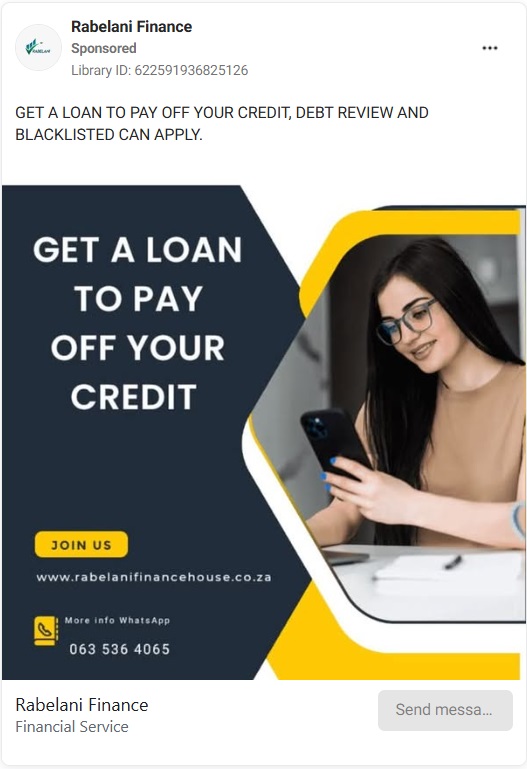 Rabelani Finance
Sponsored
Library ID: 622591936825126
GET A LOAN TO PAY OFF YOUR CREDIT, DEBT REVIEW AND
BLACKLISTED CAN APPLY.
GET A LOAN
TO PAY
OFF YOUR
CREDIT
JOIN US
www.rabelanifinancehouse.co.za
More info WhatsApp
063 536 4065
Rabelani Finance
Financial Service
Send messa...